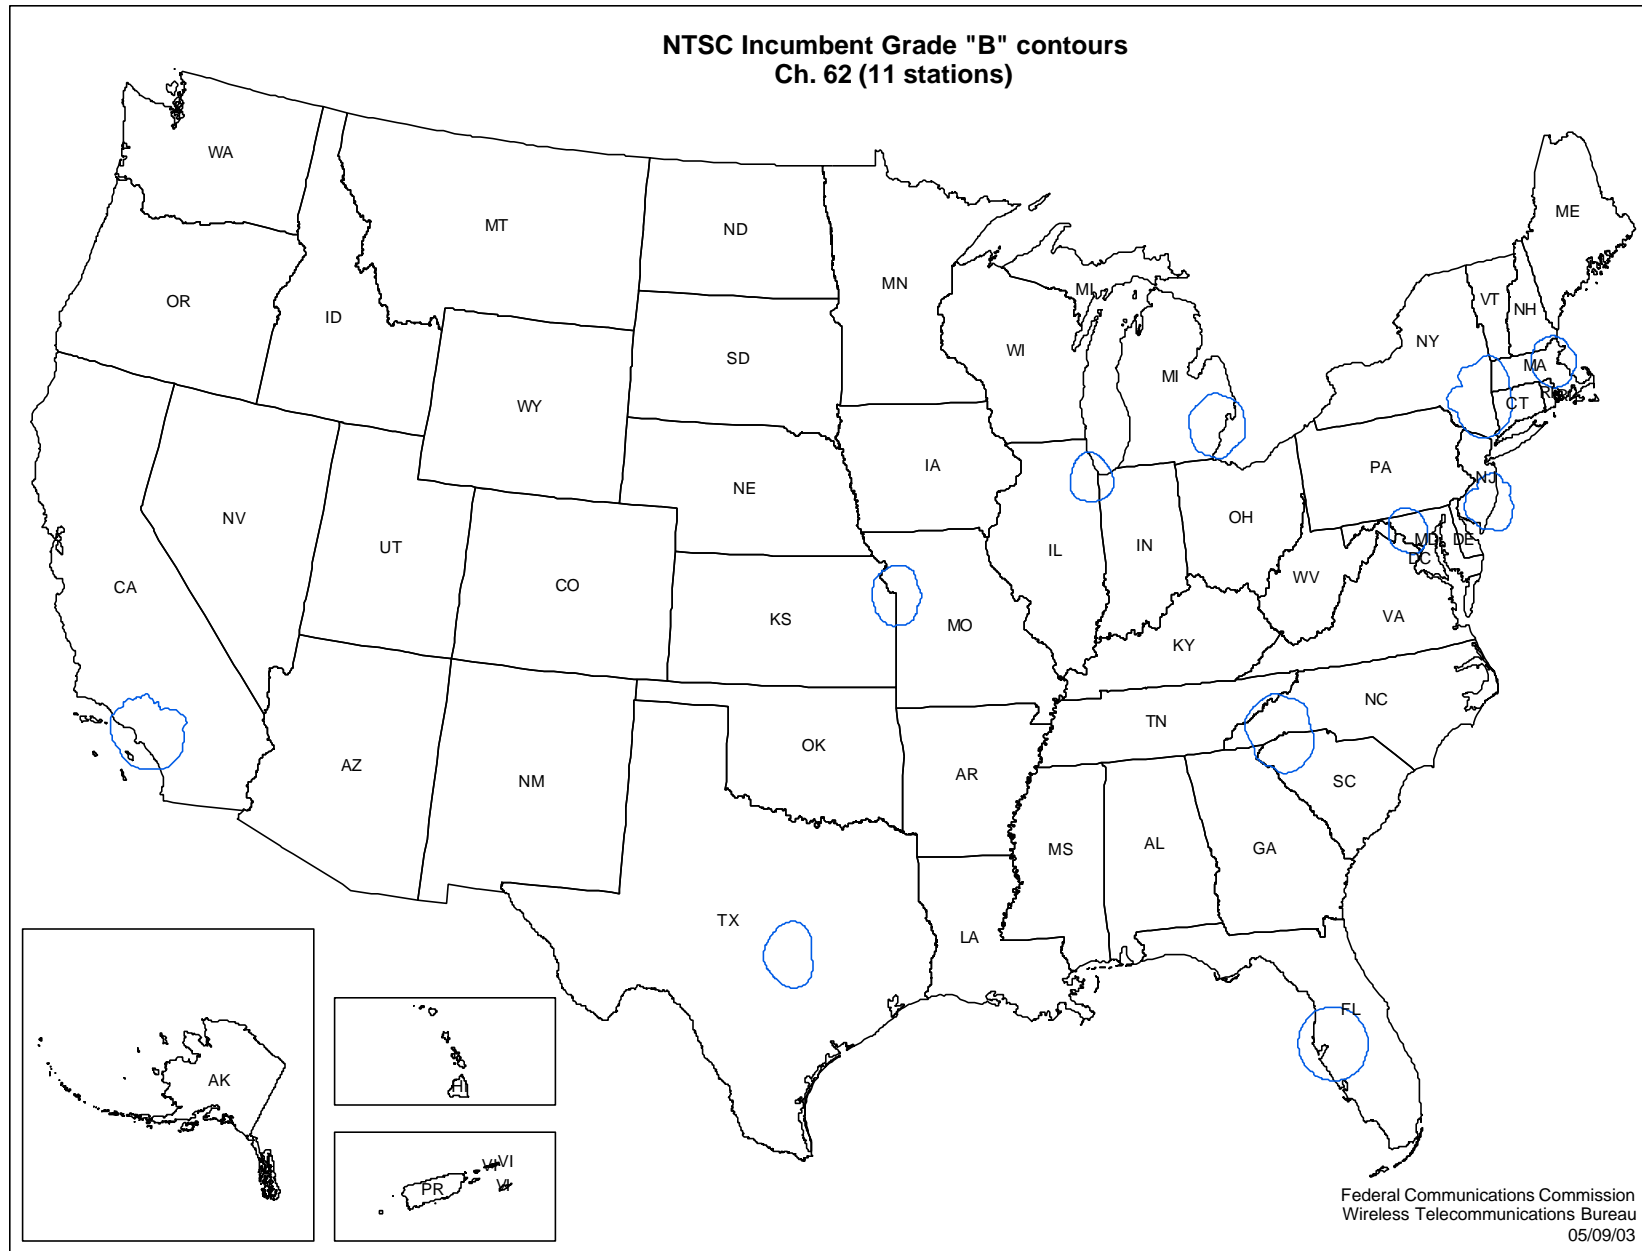 NTSC Incumbent Grade "B" contours
Ch. 62 (11 stations)
WA
MT
ND
MN
ME
OR
ID
SD
WI
MI
MI
NY
VT
NH
MA
CT
RI
WY
IA
NE
PA
NJ
NV
UT
CO
IL
IN
OH
MD
DE
DC
CA
KS
MO
WV
VA
KY
AZ
NM
OK
TN
NC
AR
SC
MS
AL
GA
TX
LA
FL
AK
HI
PR
VI
VI
VI
Federal Communications Commission
Wireless Telecommunications Bureau
05/09/03